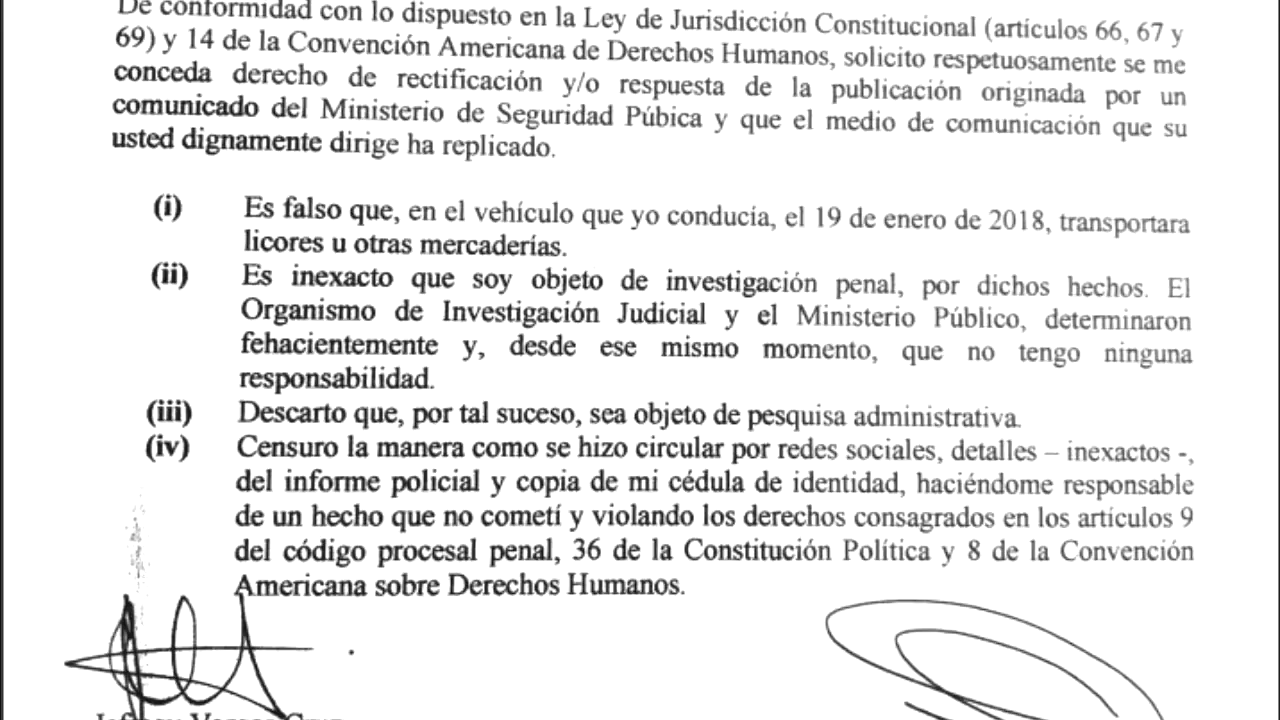 De conformidad con lo dispuesto en la Ley de Jurisdicción Constitucional (artículos 66, 67 y
69) y 14 de la Convención Americana de Derechos Humanos, solicito respetuosamente se me
conceda derecho de rectificación y/o respuesta de la publicación originada por un
comunicado del Ministerio de Seguridad Púbica y que el medio de comunicación que su
usted dignamente dirige ha replicado.
(i) Es falso que, en el vehículo que yo conducía, el 19 de enero de 2018, transportara
licores u otras mercaderías.
(ii) Es inexacto que soy objeto de investigación penal, por dichos hechos. El
Organismo de Investigación Judicial y el Ministerio Público, determinaron
fehacientemente y, desde ese mismo momento, que no tengo ninguna
responsabilidad.
(iii) Descarto que, por tal suceso, sea objeto de pesquisa administrativa.
(iv) Censuro la manera como se hizo circular por redes sociales, detalles – inexactos -,
del informe policial y copia de mi cédula de identidad, haciéndome responsable
de un hecho que no cometí y violando los derechos consagrados en los artículos 9
del código procesal penal, 36 de la Constitución Política y 8 de la Convención
Americana sobre Derechos Humanos.